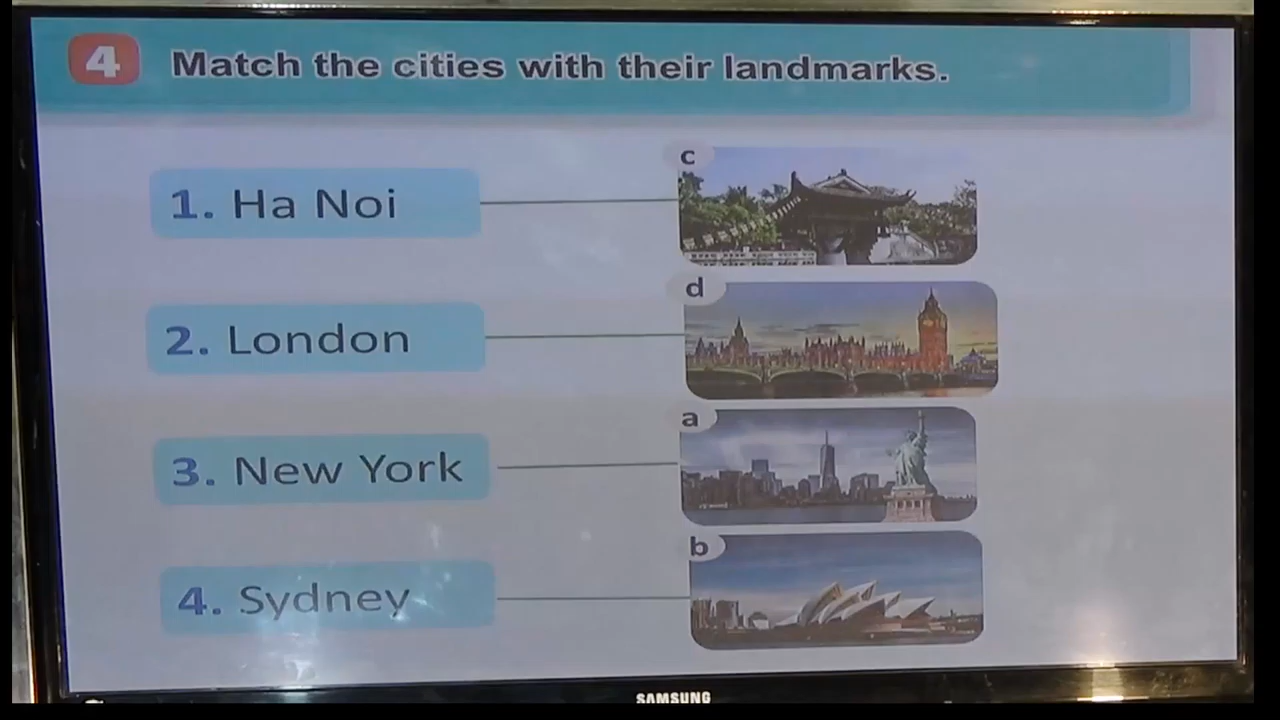 4 Match the cities with their landmarks.
1. Ha Noi
c
2. London
d
3. New York
a
4. Sydney
b
SAMSUNG